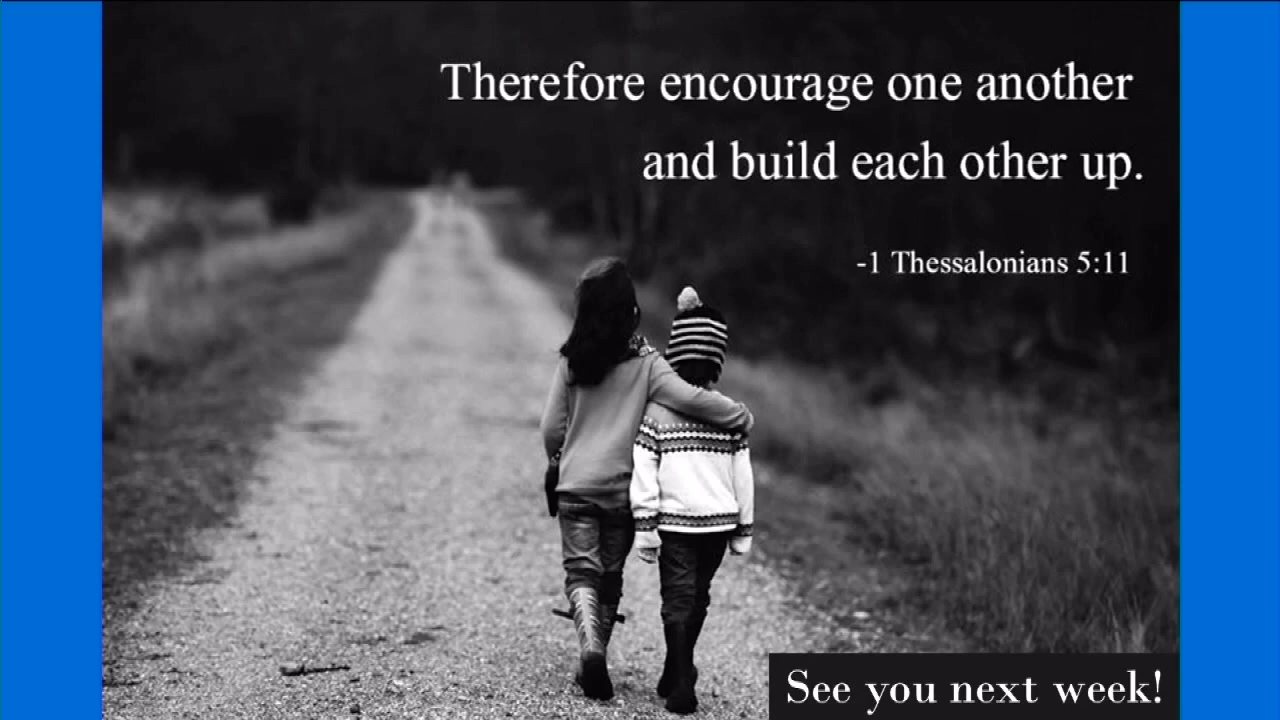 Therefore encourage one another
and build each other up.
-1 Thessalonians 5:11
See you next week!